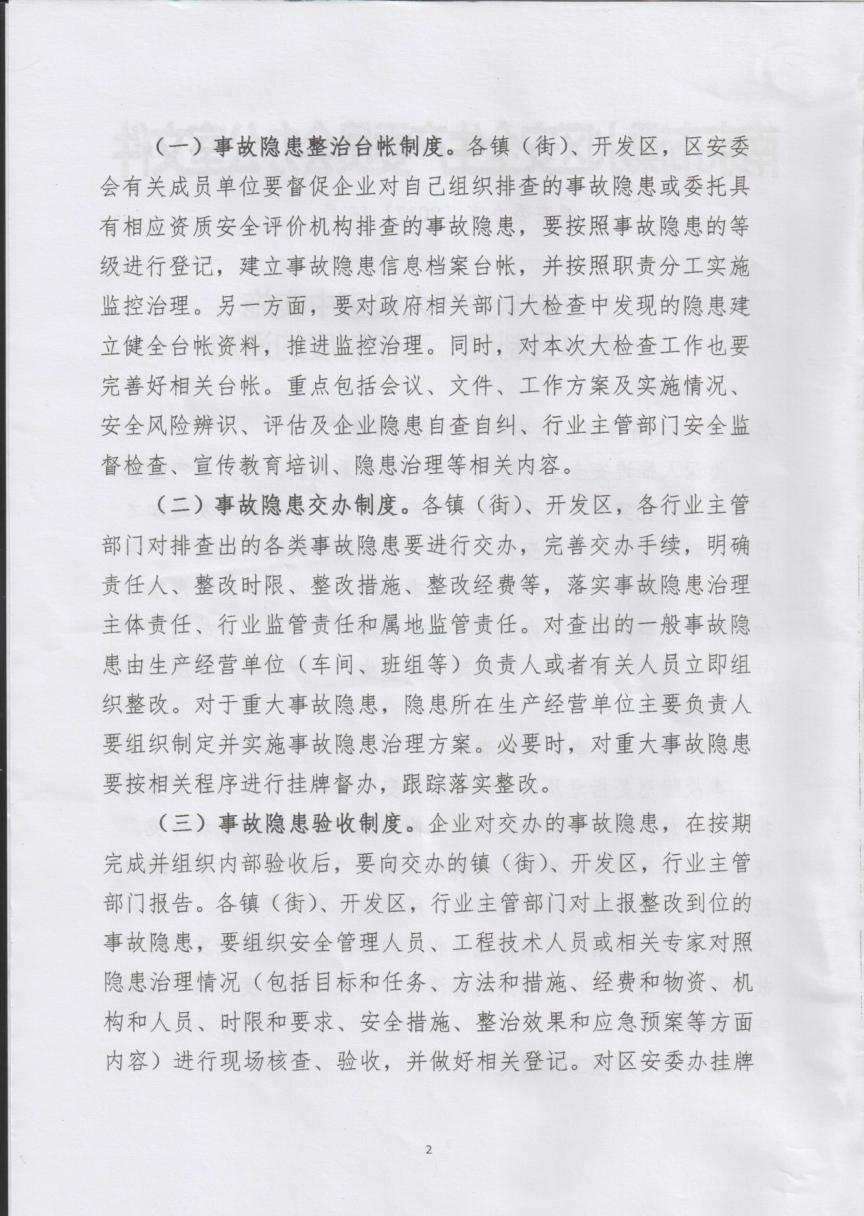 （一）事故隐患整治台帐制度。各镇（街）、开发区，区安委
会有关成员单位要督促企业对自己组织排查的事故隐患或委托具
有相应资质安全评价机构排查的事故隐患，要按照事故隐患的等
级进行登记，建立事故隐患信息档案台帐，并按照职责分工实施
监控治理。另一方面，要对政府相关部门大检查中发现的隐患建
立健全台帐资料，推进监控治理。同时，对本次大检查工作也要
完善好相关台帐。重点包括会议、文件、工作方案及实施情况、
安全风险辨识、评估及企业隐患自查自纠、行业主管部门安全监
督检查、宣传教育培训、隐患治理等相关内容。
（二）事故隐患交办制度。各镇（街）、开发区，各行业主管
部门对排查出的各类事故隐患要进行交办，完善交办手续，明确
责任人、整改时限、整改措施、整改经费等，落实事故隐患治理
主体责任、行业监管责任和属地监管责任。对查出的一般事故隐
患由生产经营单位（车间、班组等）负责人或者有关人员立即组
织整改。对于重大事故隐患，隐患所在生产经营单位主要负责人
要组织制定并实施事故隐患治理方案。必要时，对重大事故隐患
要按相关程序进行挂牌督办，跟踪落实整改。
（三）事故隐患验收制度。企业对交办的事故隐患，在按期
完成并组织内部验收后，要向交办的镇（街）、开发区，行业主管
部门报告。各镇（街）、开发区，行业主管部门对上报整改到位的
事故隐患，要组织安全管理人员、工程技术人员或相关专家对照
隐患治理情况（包括目标和任务、方法和措施、经费和物资、机
构和人员、时限和要求、安全措施、整治效果和应急预案等方面
内容）进行现场核查、验收，并做好相关登记。对区安委办挂牌
2